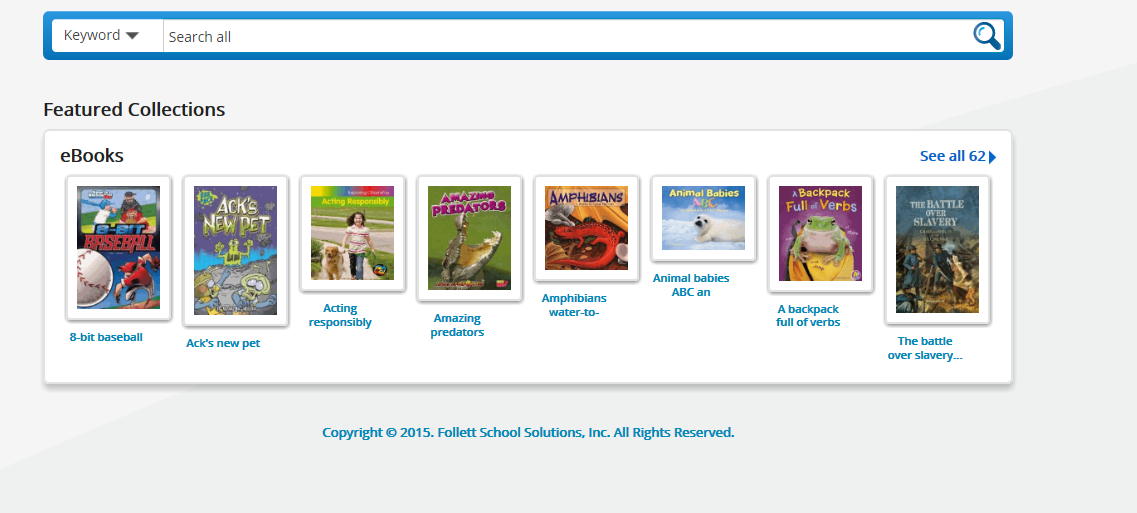 Keyword
Search all
Featured Collections
eBooks
See all 62
8-BIT
BASEBALL
ACK'S
NEW PET
Acting Responsibly
AMAZING
PREDATORS
AMPHIBIANS
Animal Babies
ABC
A Backpack
Full of Verbs
THE BATTLE
OVER
SLAVERY
8-bit baseball
Ack's new pet
Acting
responsibly
Amazing
predators
Amphibians
water-to-
Animal babies
ABC an
A backpack
full of verbs
The battle
over slavery...
Copyright © 2015. Follett School Solutions, Inc. All Rights Reserved.